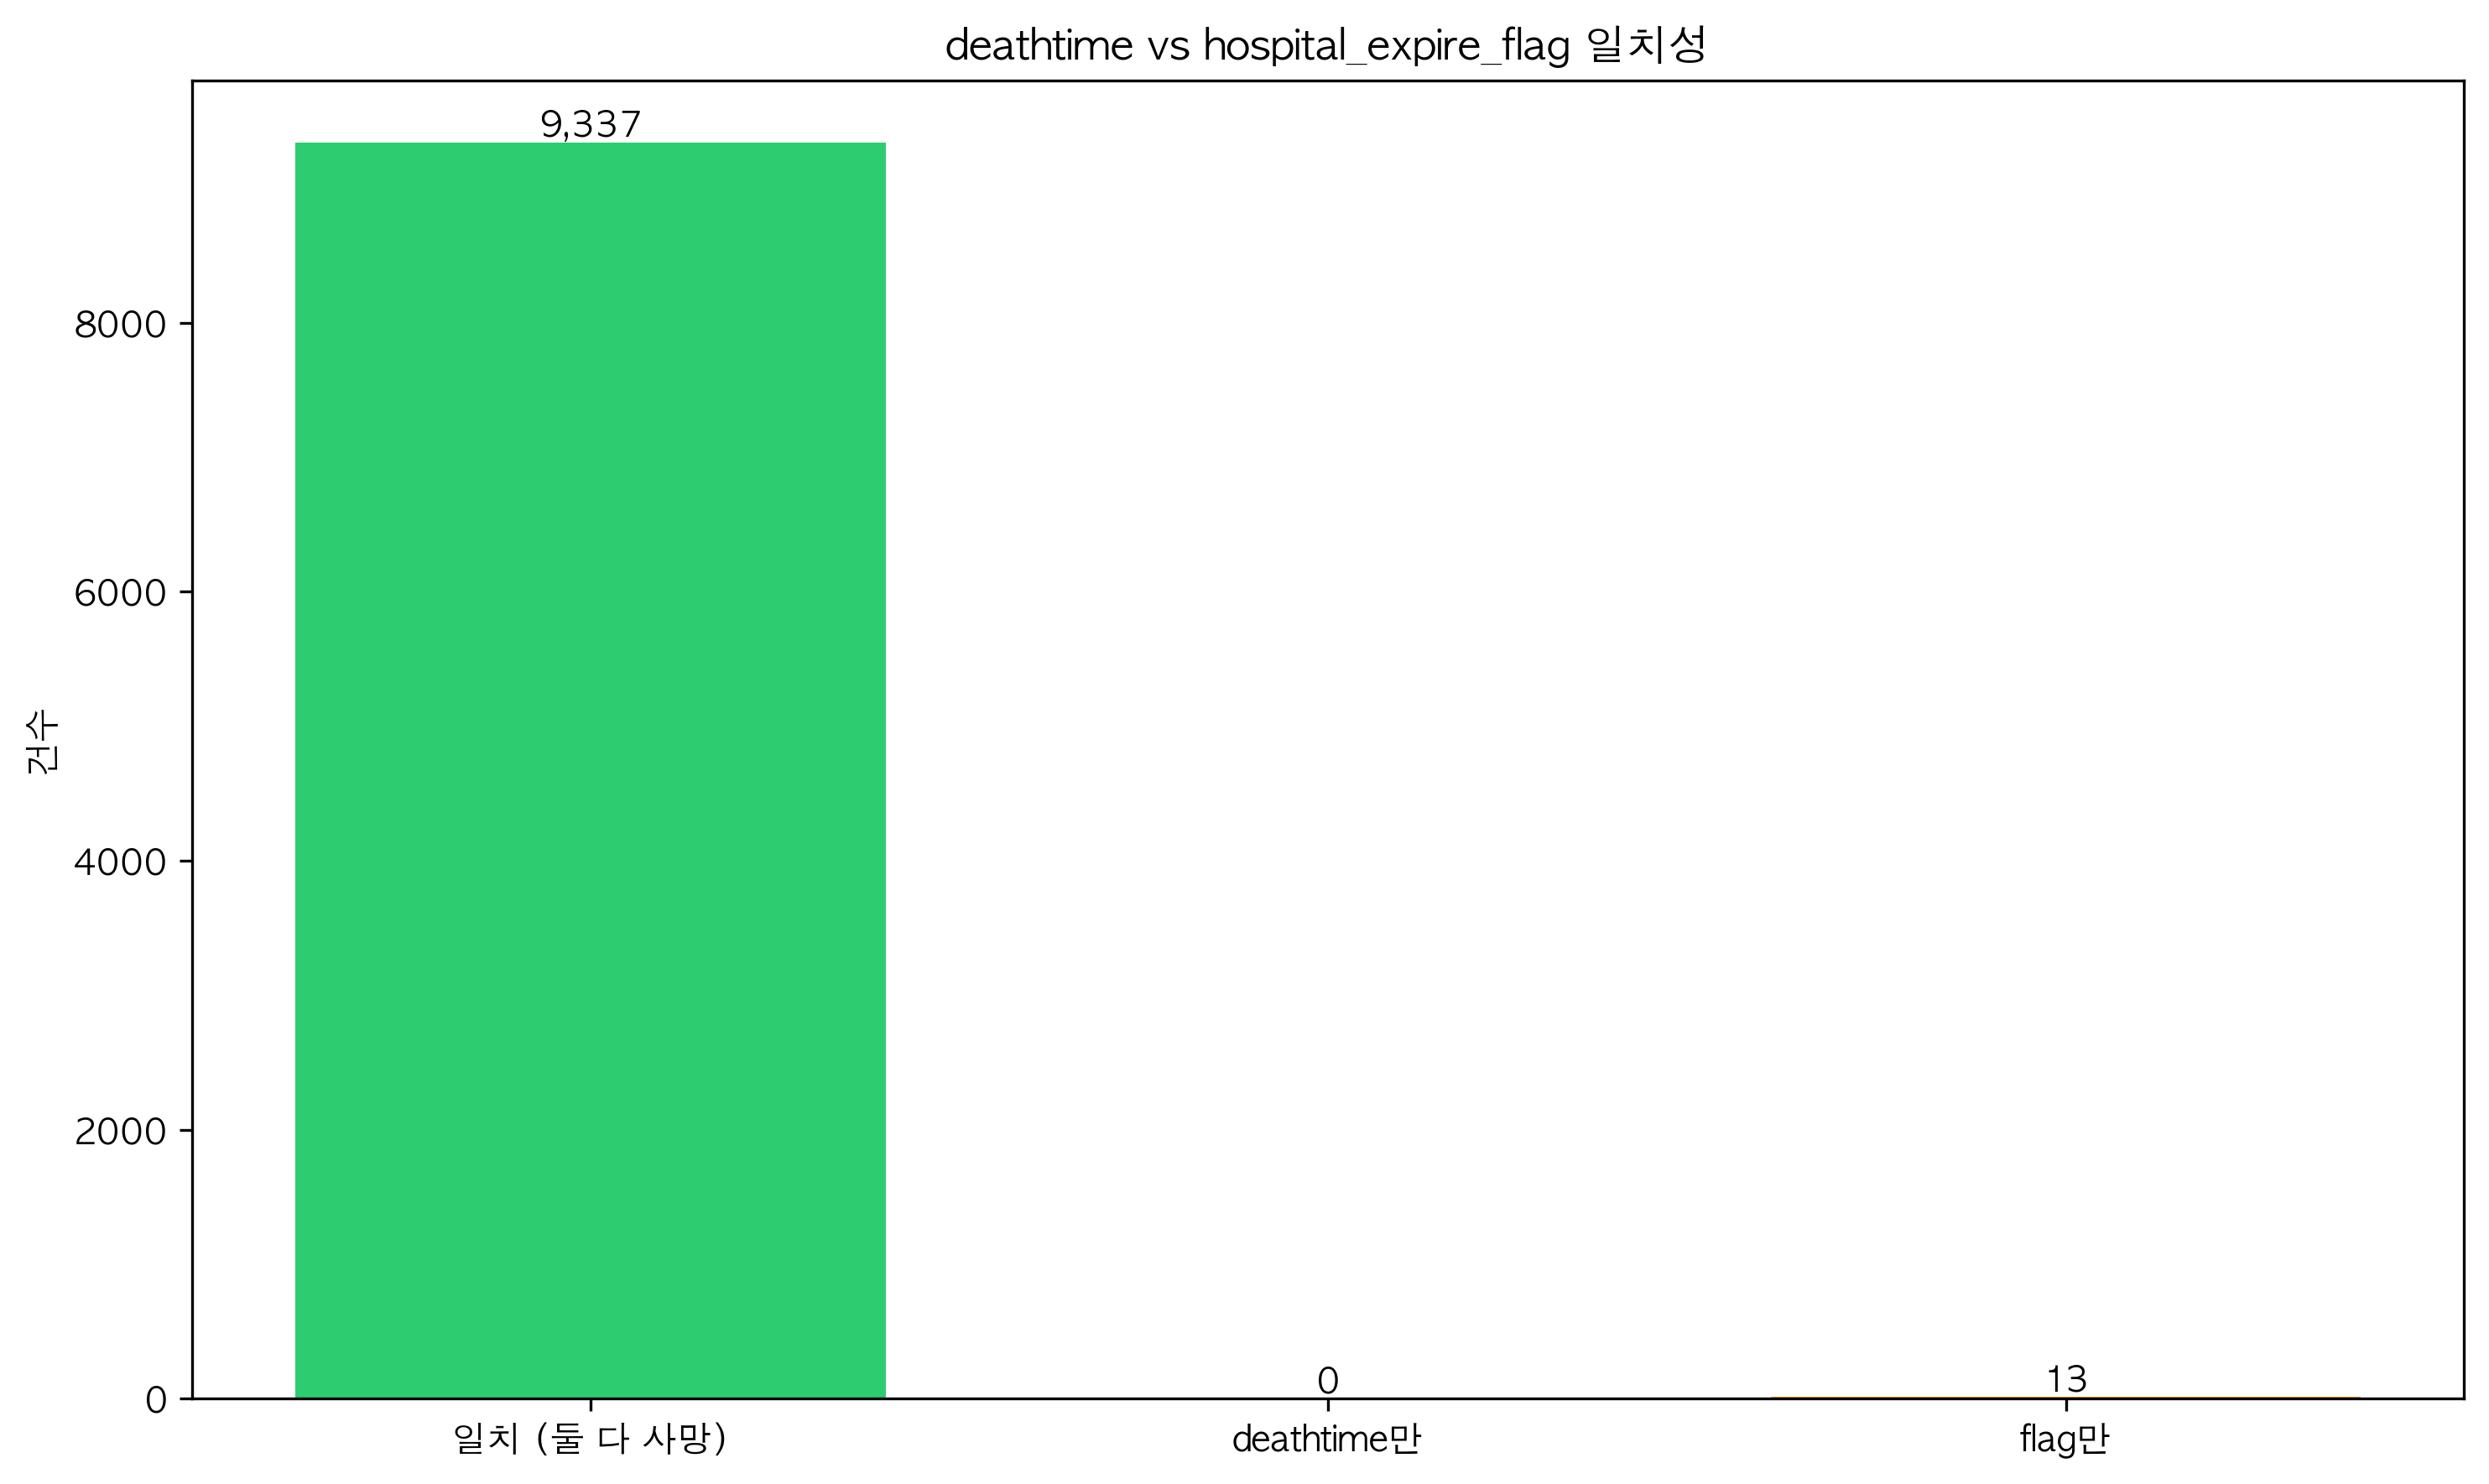 deathtime vs hospital_expire_flag 일치성
9,337
8000
6000
건수
4000
2000
0
13
0
일치 (둘 다 사망)
deathtime만
flag만